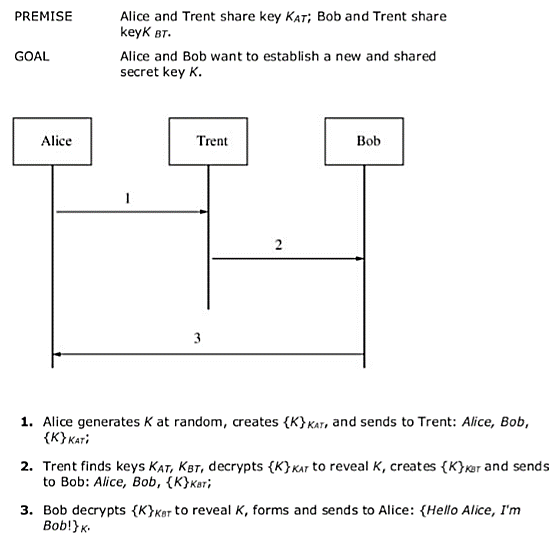 PREMISE Alice and Trent share key KAT; Bob and Trent share
keyK BT.
GOAL Alice and Bob want to establish a new and shared
secret key K.
Alice Trent Bob
1
2
3
1. Alice generates K at random, creates {K}KAT, and sends to Trent: Alice, Bob,
{K}KAT;
2. Trent finds keys KAT, KBT, decrypts {K}KAT to reveal K, creates {K}KBT and sends
to Bob: Alice, Bob, {K}KBT;
3. Bob decrypts {K}KBT to reveal K, forms and sends to Alice: {Hello Alice, I'm
Bob!}K.